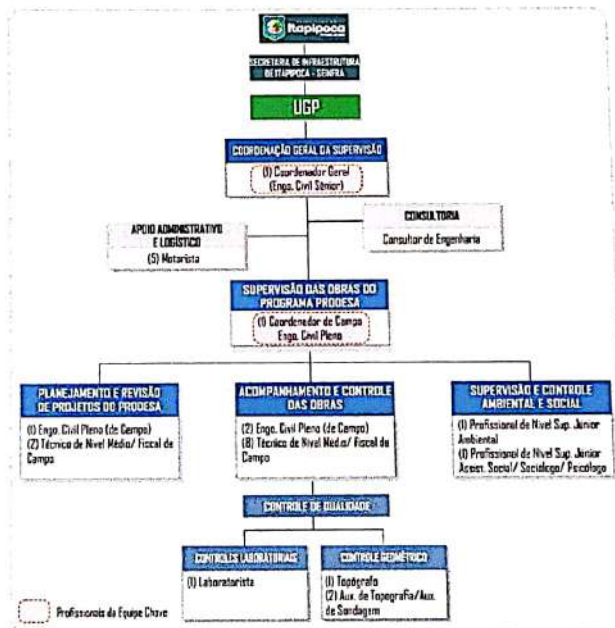 Itapipoca
SECRETARIA DE INFRAESTRUTURA
DE ITAPIPOCA - SEINFRA
UGP
COORDENAÇÃO GERAL DA SUPERVISÃO
(1) Coordenador Geral
(Engo. Civil Sênior)
APOIO ADMINISTRATIVO
E LOGÍSTICO
(5) Motorista
CONSULTORIA
Consultor de Engenharia
SUPERVISÃO DAS OBRAS DO
PROGRAMA PRODESA
(1) Coordenador de Campo
Engo. Civil Pleno
PLANEJAMENTO E REVISÃO
DE PROJETOS DO PRODESA
(1) Engo. Civil Pleno (de Campo)
(2) Técnico de Nível Médio/ Fiscal de
Campo
ACOMPANHAMENTO E CONTROLE
DAS OBRAS
(2) Engo. Civil Pleno (de Campo)
(8) Técnico de Nível Médio/ Fiscal de
Campo
SUPERVISÃO E CONTROLE
AMBIENTAL E SOCIAL
(1) Profissional de Nível Sup. Júnior
Ambiental
(1) Profissional de Nível Sup. Júnior
Assist. Social/ Sociólogo/ Psicólogo
CONTROLE DE QUALIDADE
CONTROLES LABORATORIAIS
(1) Laboratorista
CONTROLE GEOMÉTRICO
(1) Topógrafo
(2) Aux. de Topografia/Aux.
de Sondagem
Profissionais da Equipe Chave